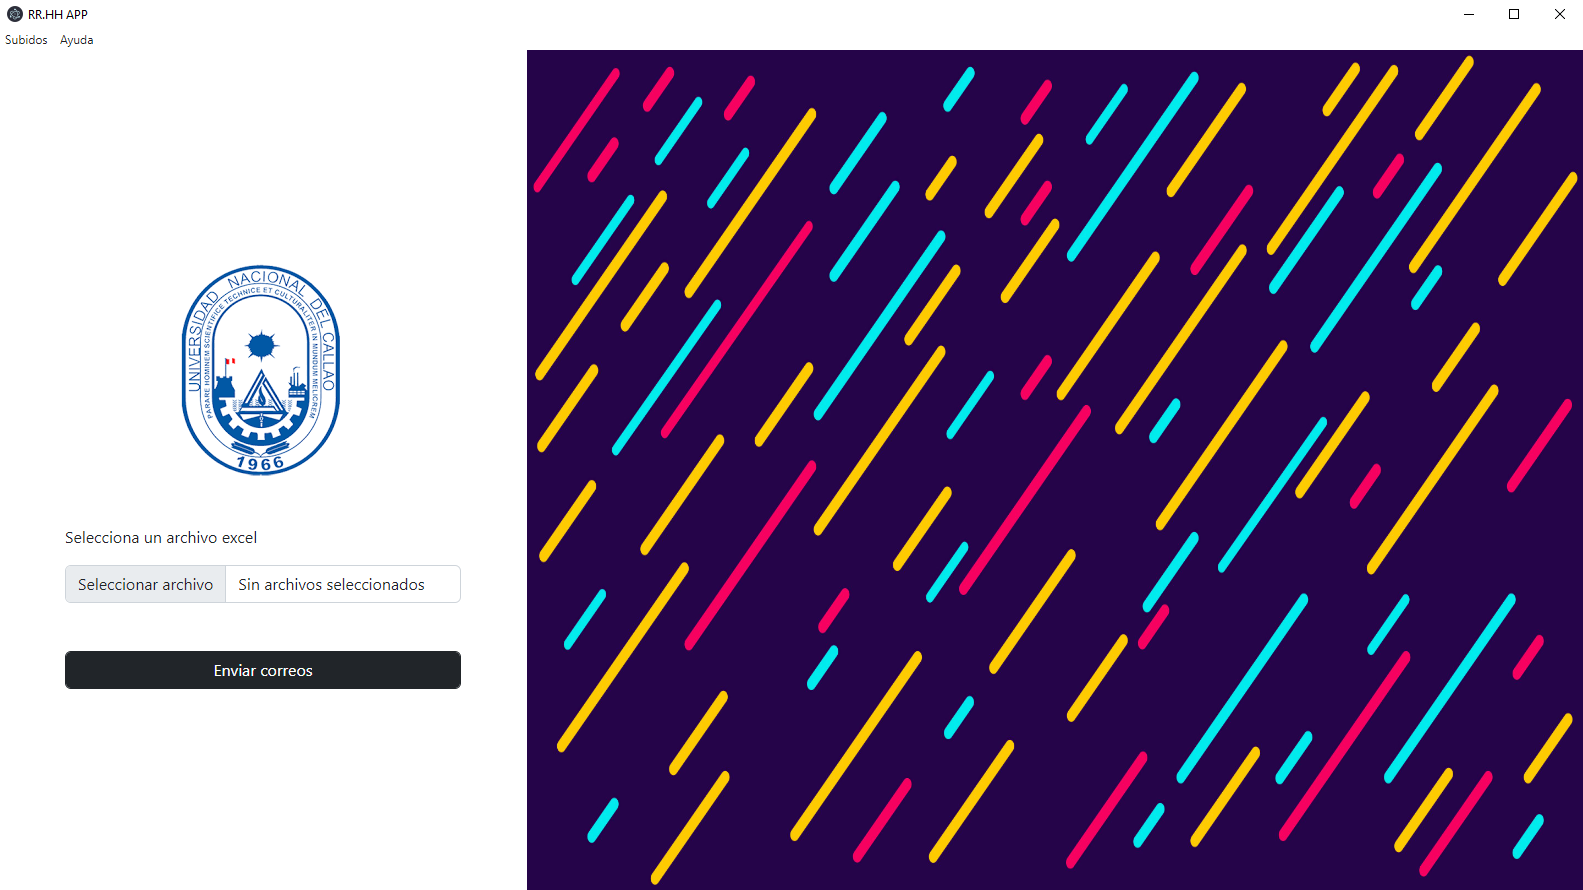 RR.HH APP
Subidos Ayuda
UNIVERSIDAD NACIONAL DEL CALLAO
PARARE HOMINEM SCIENTIFICE TECHNICE ET CULTURALITER IN MUNDUM MELIOREM
1966
Selecciona un archivo excel
Seleccionar archivo Sin archivos seleccionados
Enviar correos